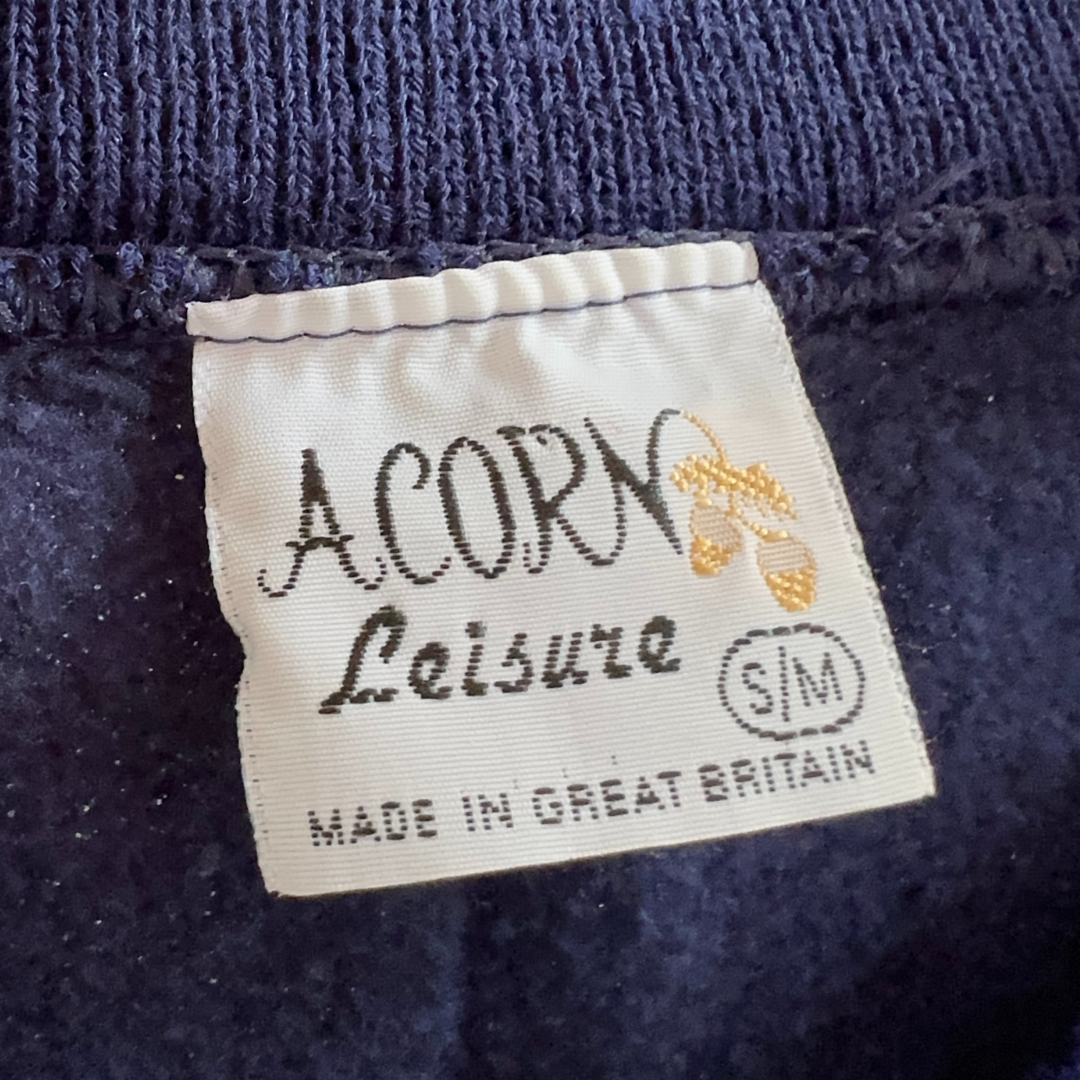 ACORN
Leisure
S/M
MADE IN GREAT BRITAIN